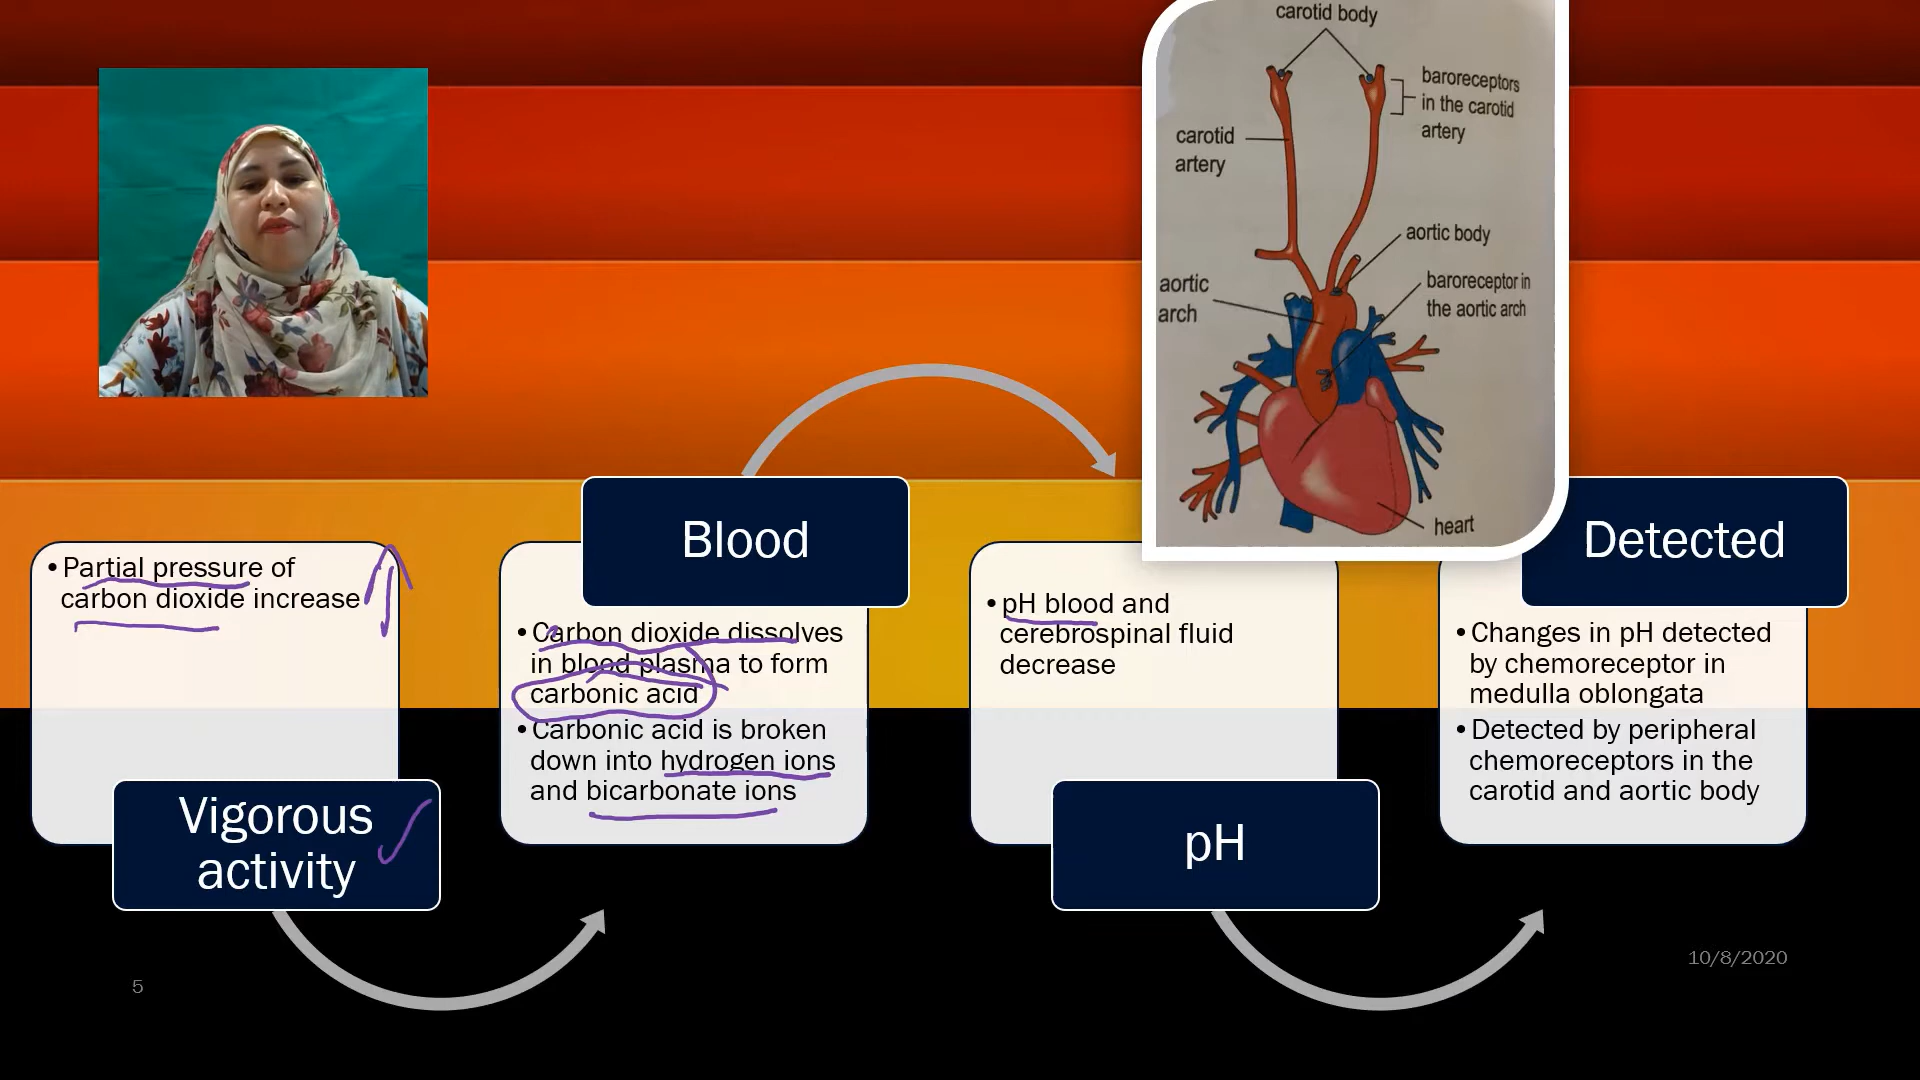 carotid body
baroreceptors
in the carotid
artery
carotid
artery
aortic body
aortic
arch
baroreceptor in
the aortic arch
heart
•Partial pressure of
carbon dioxide increase
Vigorous
activity
Blood
•Carbon dioxide dissolves
in blood plasma to form
carbonic acid
•Carbonic acid is broken
down into hydrogen ions
and bicarbonate ions
•pH blood and
cerebrospinal fluid
decrease
pH
Detected
•Changes in pH detected
by chemoreceptor in
medulla oblongata
•Detected by peripheral
chemoreceptors in the
carotid and aortic body
10/8/2020
5